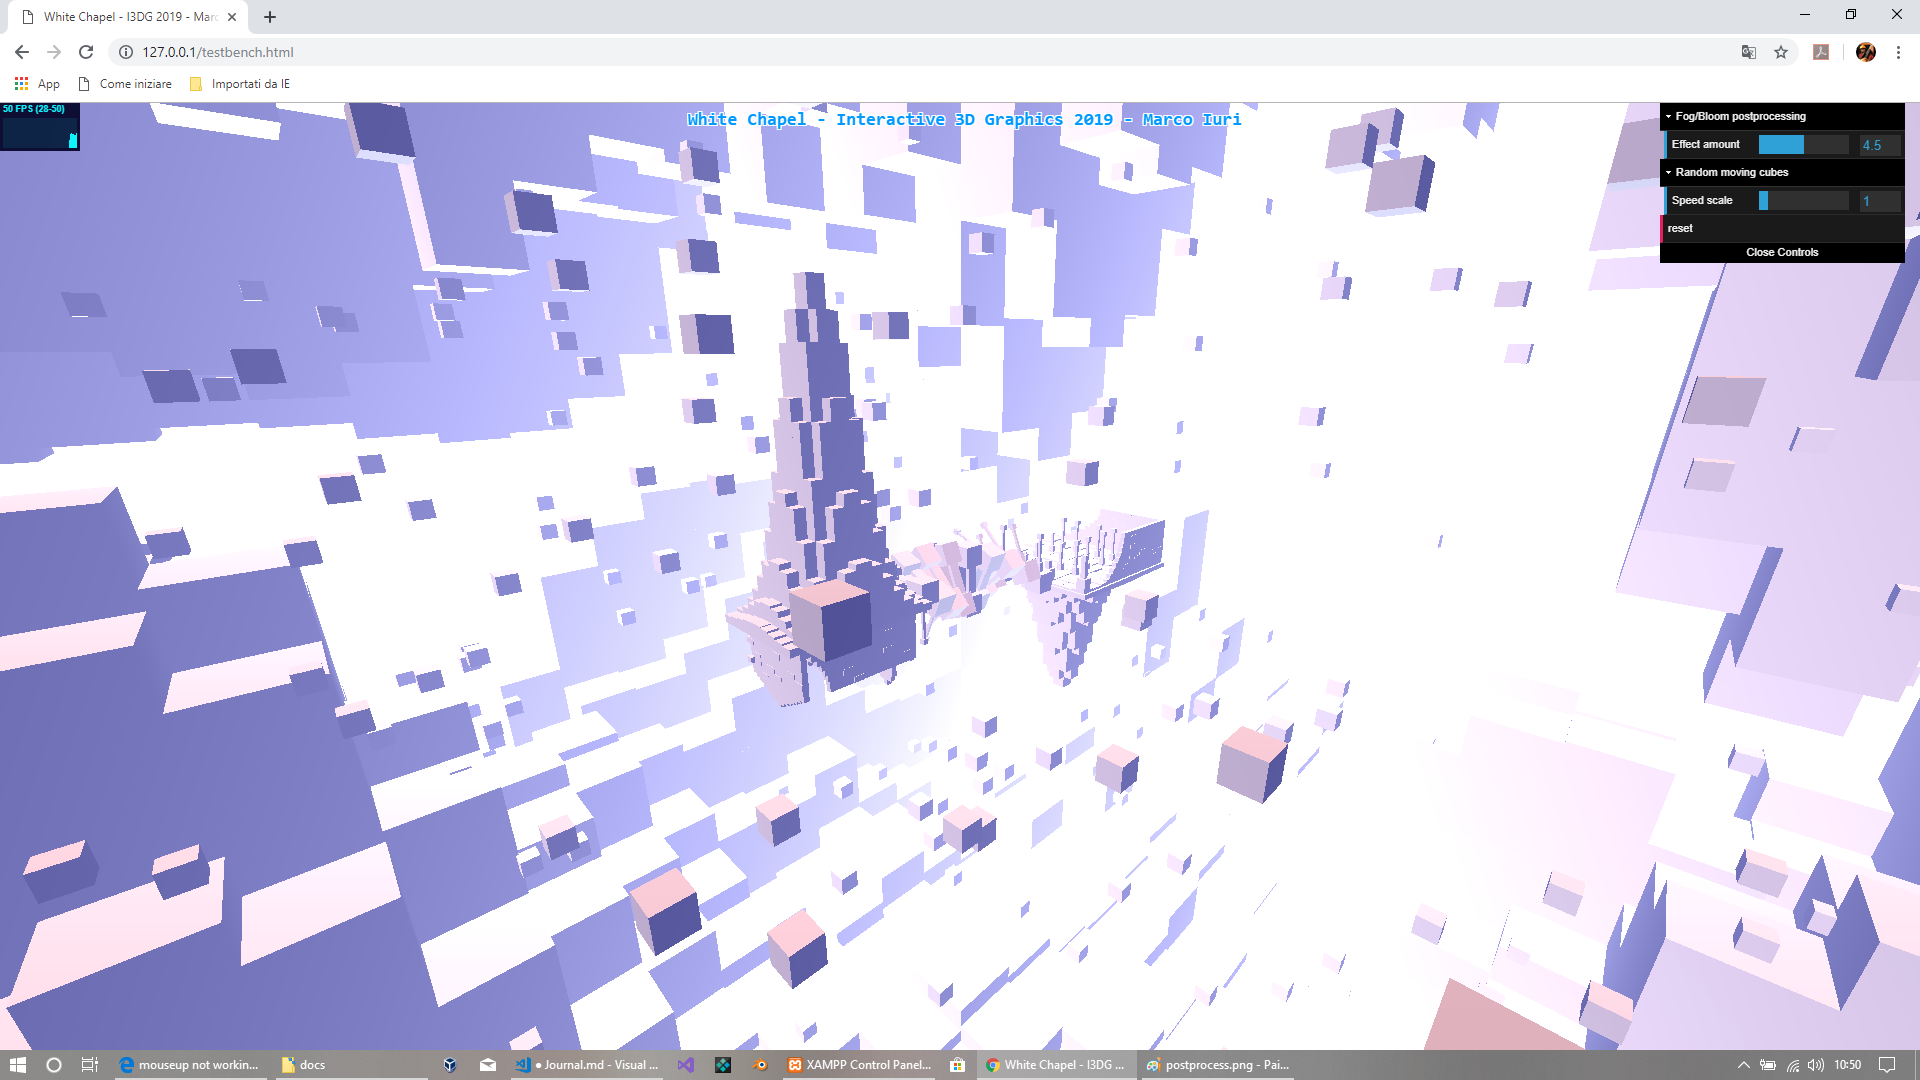 White Chapel - I3DG 2019 - Marc
127.0.0.1/testbench.html
App
Come iniziare
Importati da IE
50 FPS (28-50)
White Chapel - Interactive 3D Graphics 2019 - Marco Iuri
Fog/Bloom postprocessing
Effect amount
4.5
Random moving cubes
Speed scale
1
reset
Close Controls
mouseup not workin...
docs
● Journal.md - Visual ...
XAMPP Control Panel...
White Chapel - I3DG ...
postprocess.png - Pai...
10:50